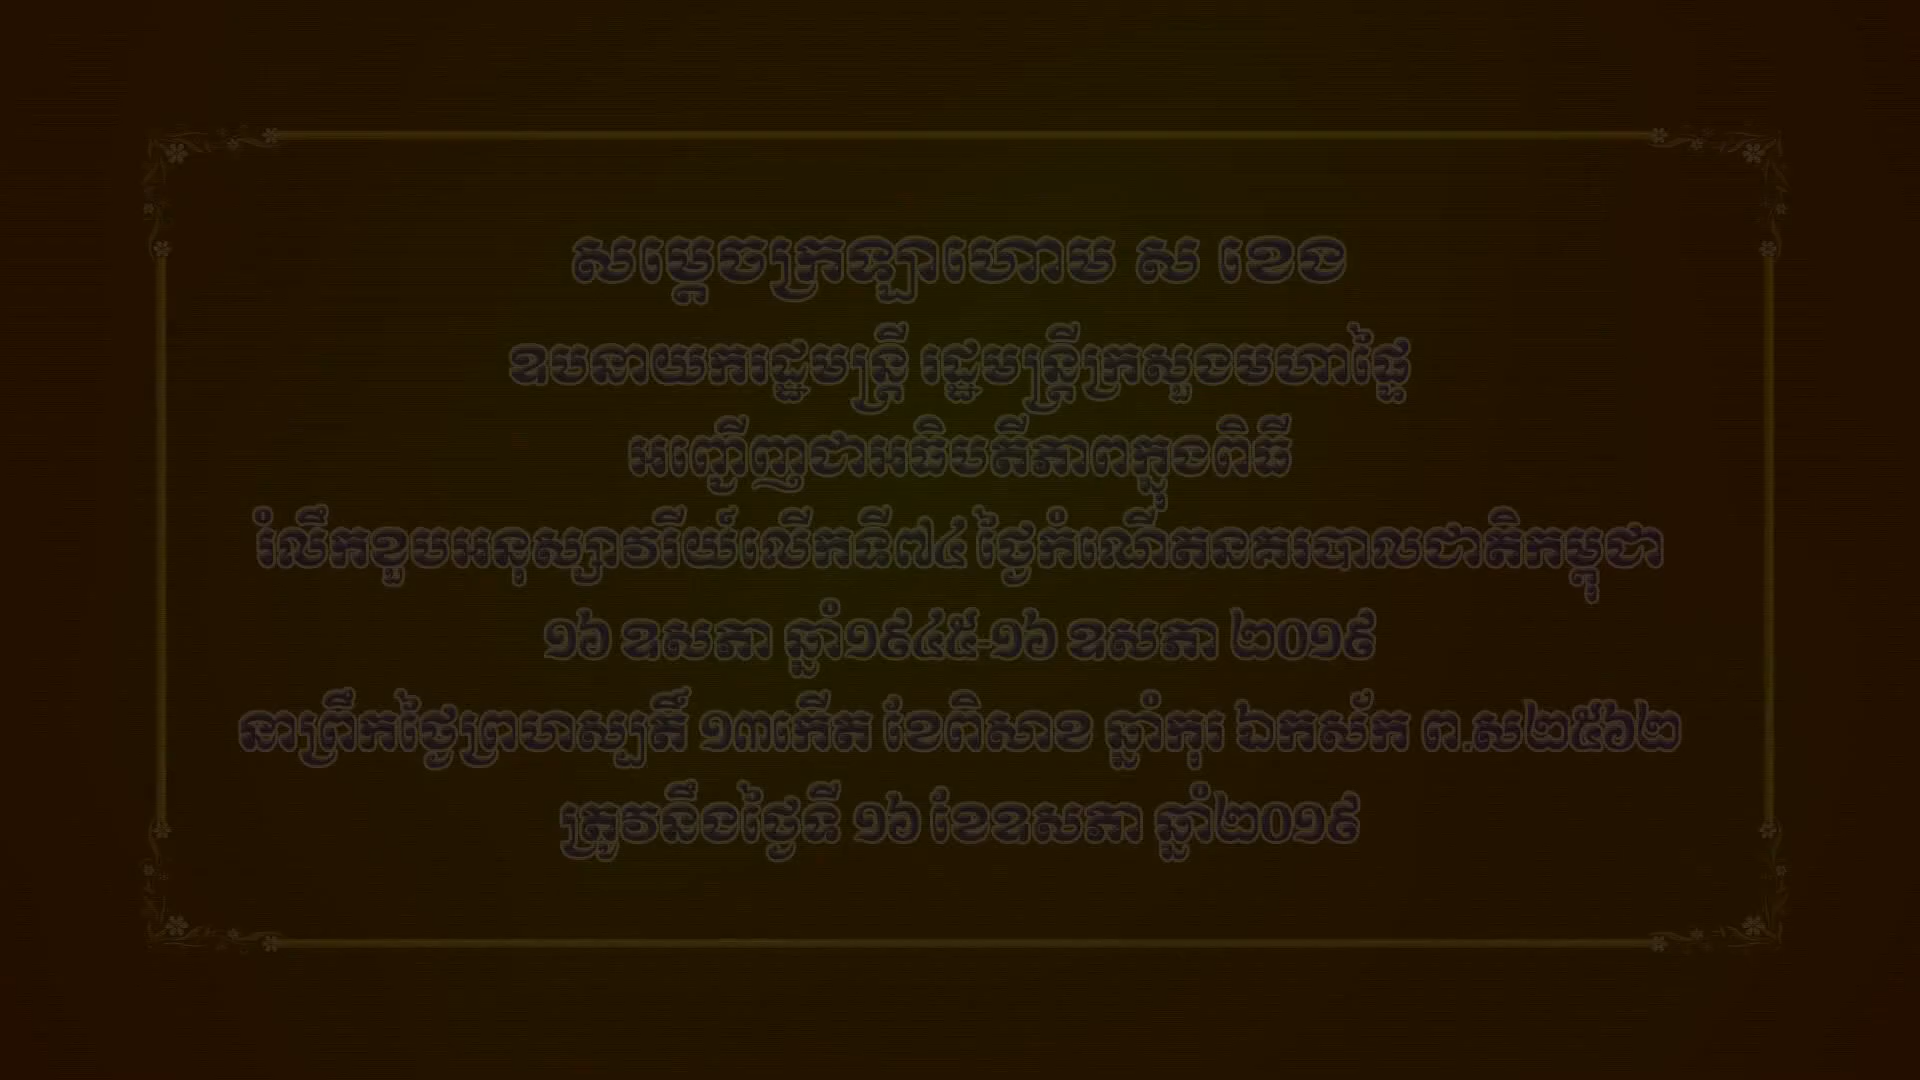 សម្តេចក្រឡាហោម ស ខេង
ឧបនាយករដ្ឋមន្ត្រី រដ្ឋមន្ត្រីក្រសួងមហាផ្ទៃ
អញ្ជើញជាអធិបតីភាពក្នុងពិធី
រំលឹកខួបអនុស្សាវរីយ៍លើកទី៧៤ ថ្ងៃកំណើតនគរបាលជាតិកម្ពុជា
១៦ ឧសភា ឆ្នាំ១៩៤៥-១៦ ឧសភា ២០១៩
នាព្រឹកថ្ងៃព្រហស្បតិ៍ ១៣កើត ខែពិសាខ ឆ្នាំកុរ ឯកស័ក ព.ស២៥៦២
ត្រូវនឹងថ្ងៃទី ១៦ ខែឧសភា ឆ្នាំ២០១៩